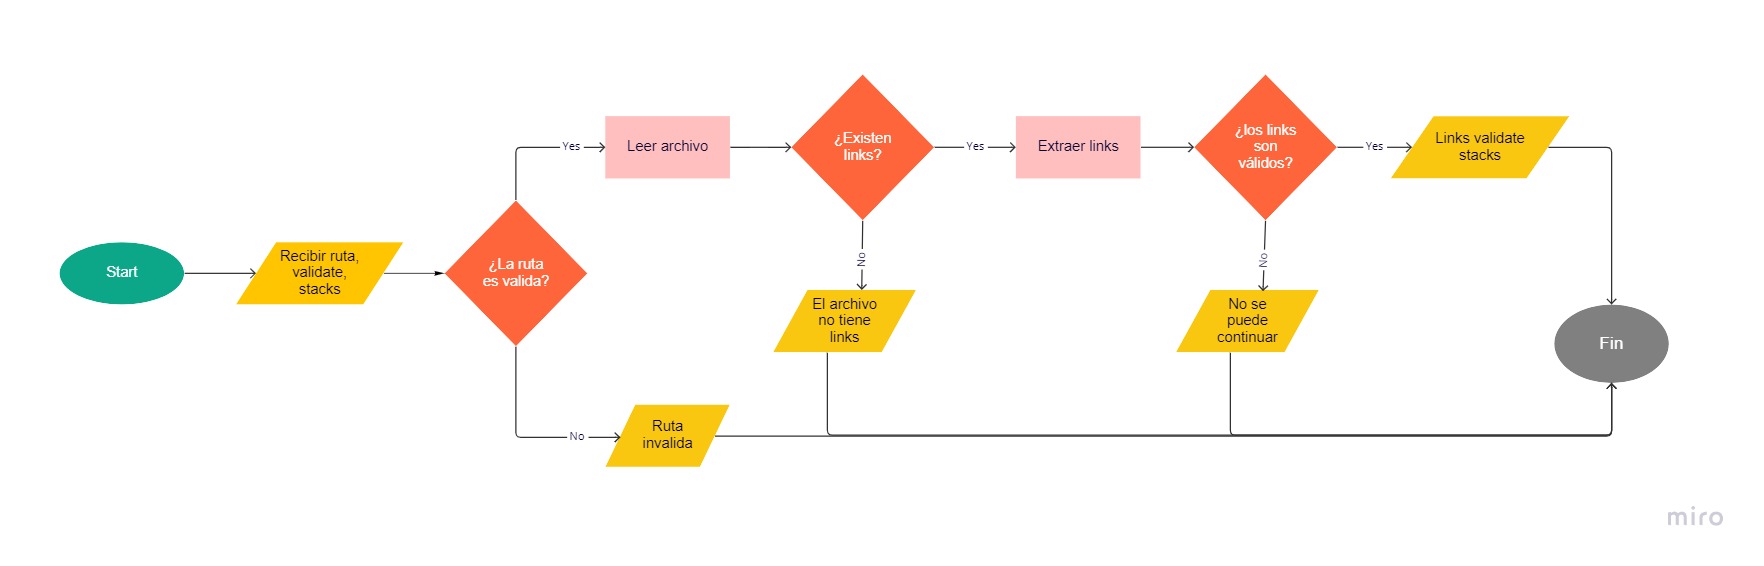 Start
Recibir ruta,
validate,
stacks
¿La ruta
es valida?
Yes
Leer archivo
¿Existen
links?
Yes
Extraer links
¿los links
son
válidos?
Yes
Links validate
stacks
No
El archivo
no tiene
links
No
No se
puede
continuar
No
Ruta
invalida
Fin
miro